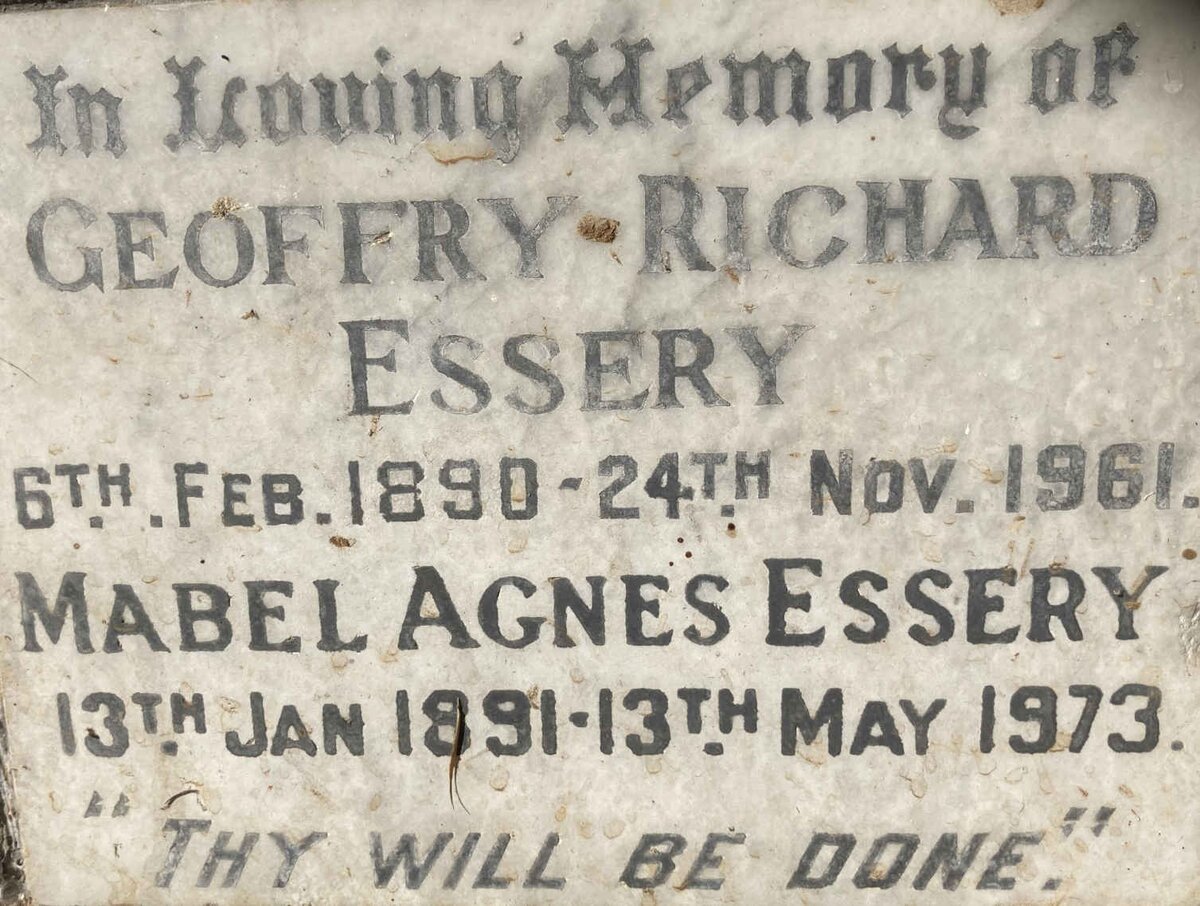 In Loving Memory of
GEOFFRY RICHARD
ESSERY
6TH. FEB. 1890 - 24TH. NOV. 1961.
MABEL AGNES ESSERY
13TH. JAN 1891 - 13TH. MAY 1973.
"THY WILL BE DONE."